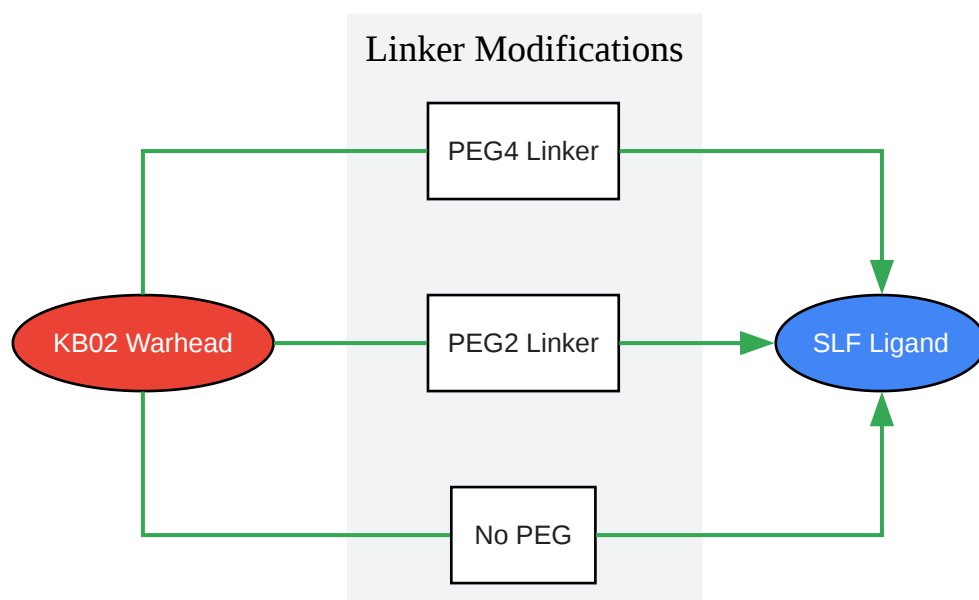 Linker Modifications
PEG4 Linker
KB02 Warhead
PEG2 Linker
SLF Ligand
No PEG